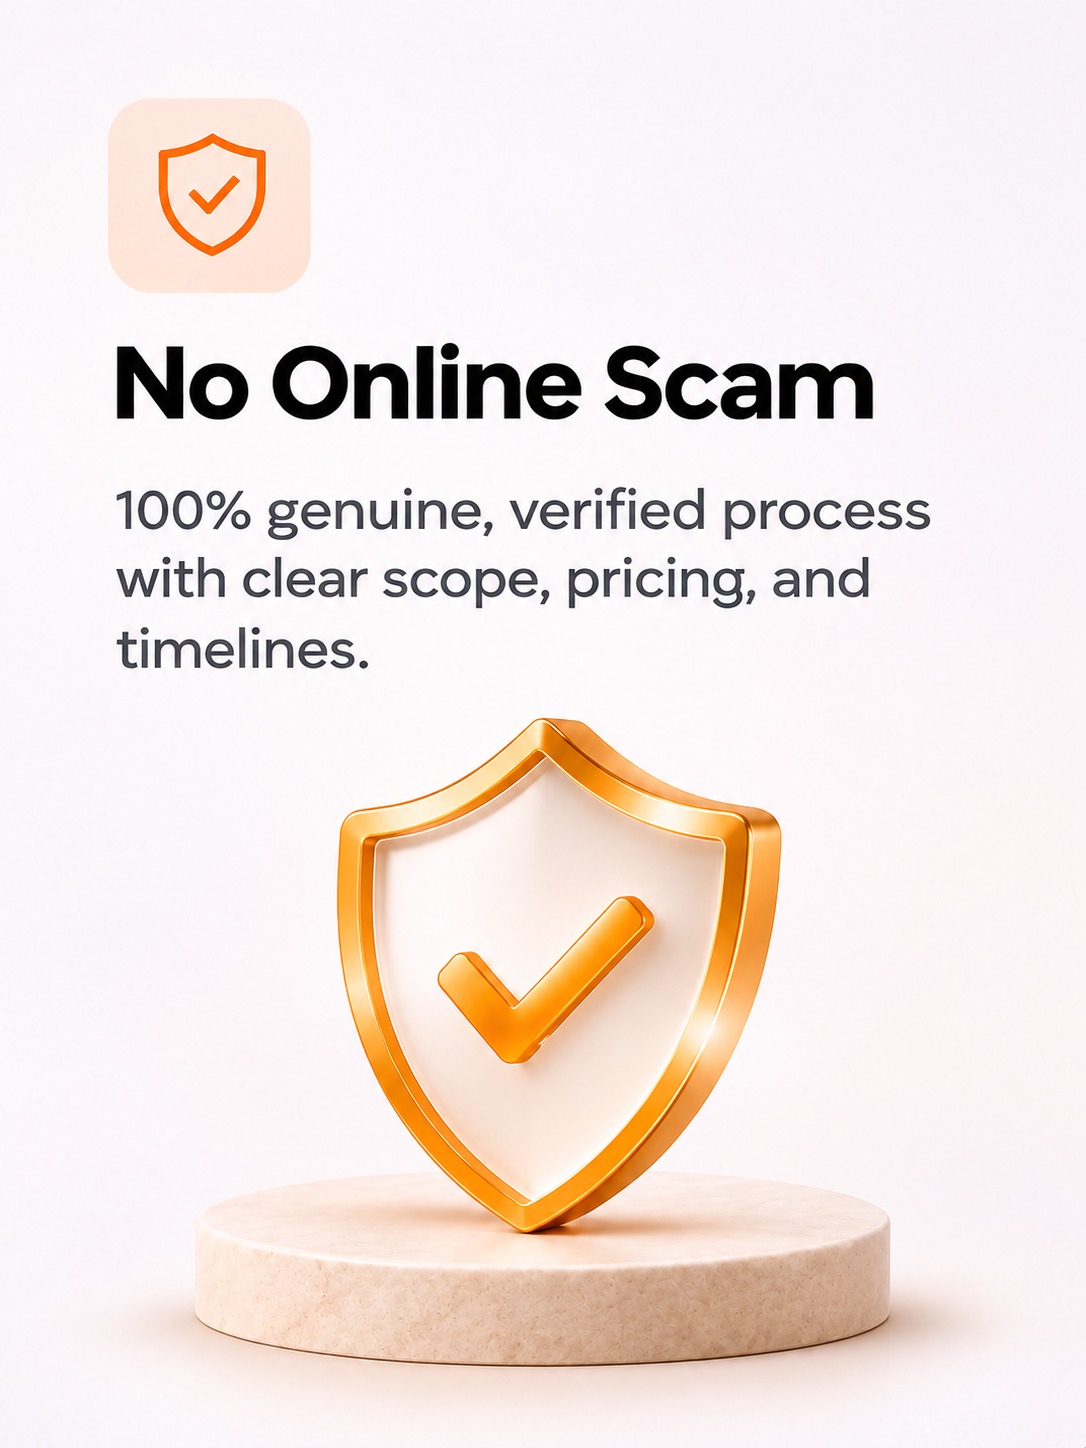 No Online Scam
100% genuine, verified process
with clear scope, pricing, and
timelines.